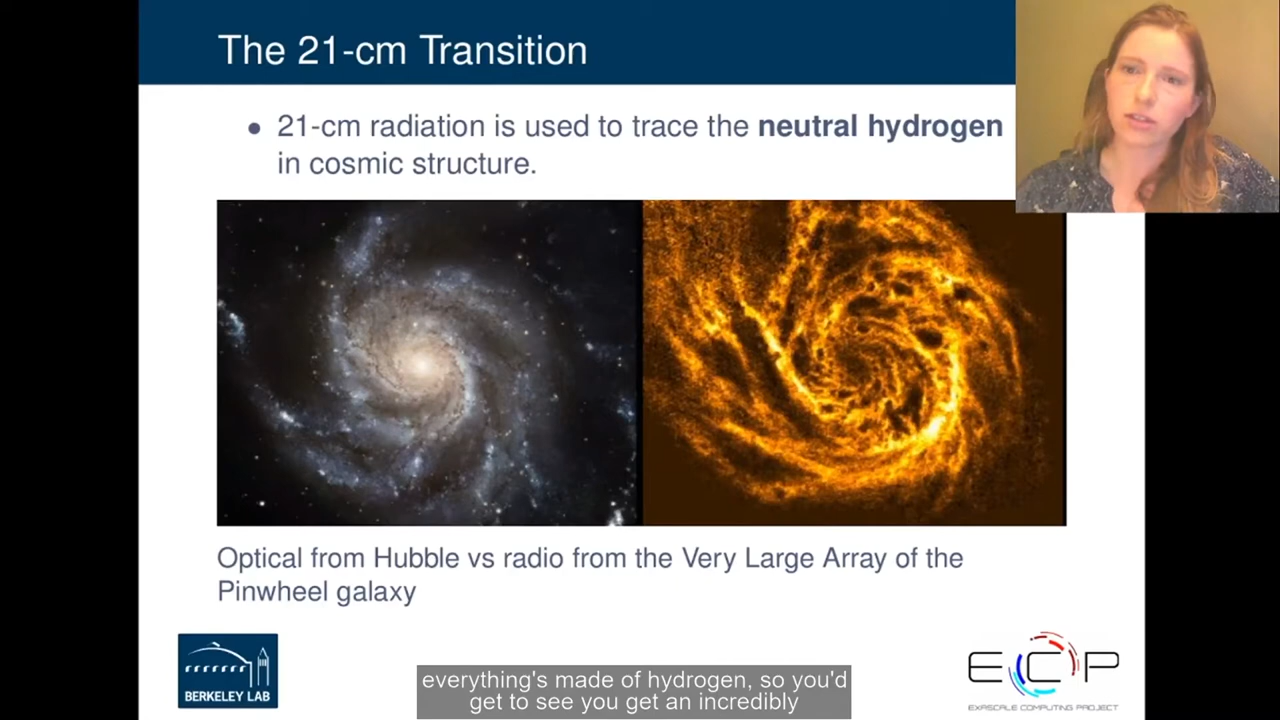 The 21-cm Transition
• 21-cm radiation is used to trace the neutral hydrogen
in cosmic structure.
Optical from Hubble vs radio from the Very Large Array of the
Pinwheel galaxy
BERKELEY LAB
ECP
EXASCALE COMPUTING PROJECT
everything's made of hydrogen, so you'd
get to see you get an incredibly